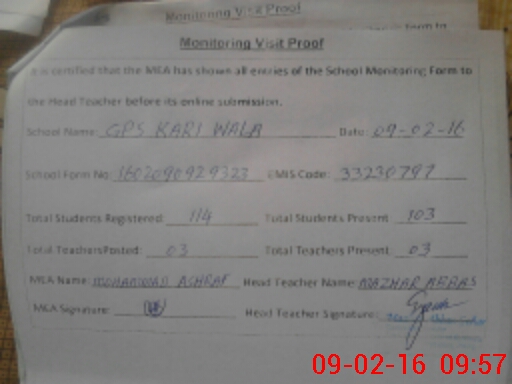 Monitoring Visit Proof
Monitoring Visit Proof
It is certified that the MEA has shown all entries of the School Monitoring Form to
the Head Teacher before its online submission.
School Name: GPS KARI WALA Date: 09-02-16
School Form No: 1602090929323 EMIS Code: 33230797
Total Students Registered: 114 Total Students Present: 103
Total Teachers Posted: 03 Total Teachers Present: 03
MEA Name: MUHAMMAD ASHRAF Head Teacher Name: MAZHAR ABBAS
MEA Signature: Head Teacher Signature:
09-02-16 09:57